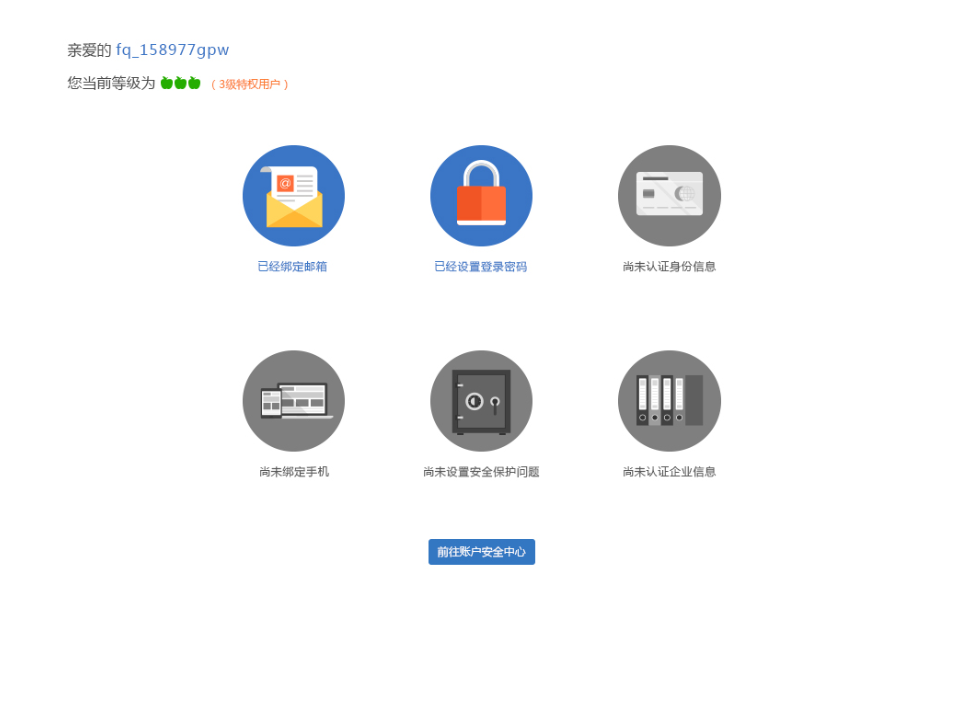 亲爱的 fq_158977gpw
您当前等级为 （3级特权用户）
@
已经绑定邮箱 已经设置登录密码 尚未认证身份信息
尚未绑定手机 尚未设置安全保护问题 尚未认证企业信息
前往账户安全中心